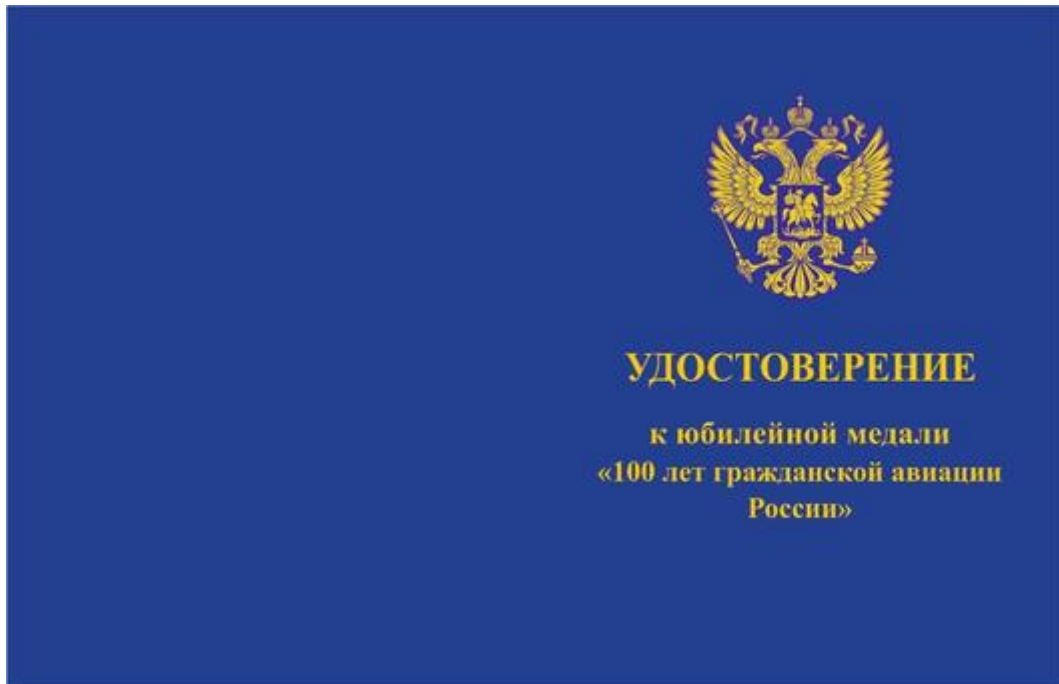 УДОСТОВЕРЕНИЕ
к юбилейной медали
«100 лет гражданской авиации
России»